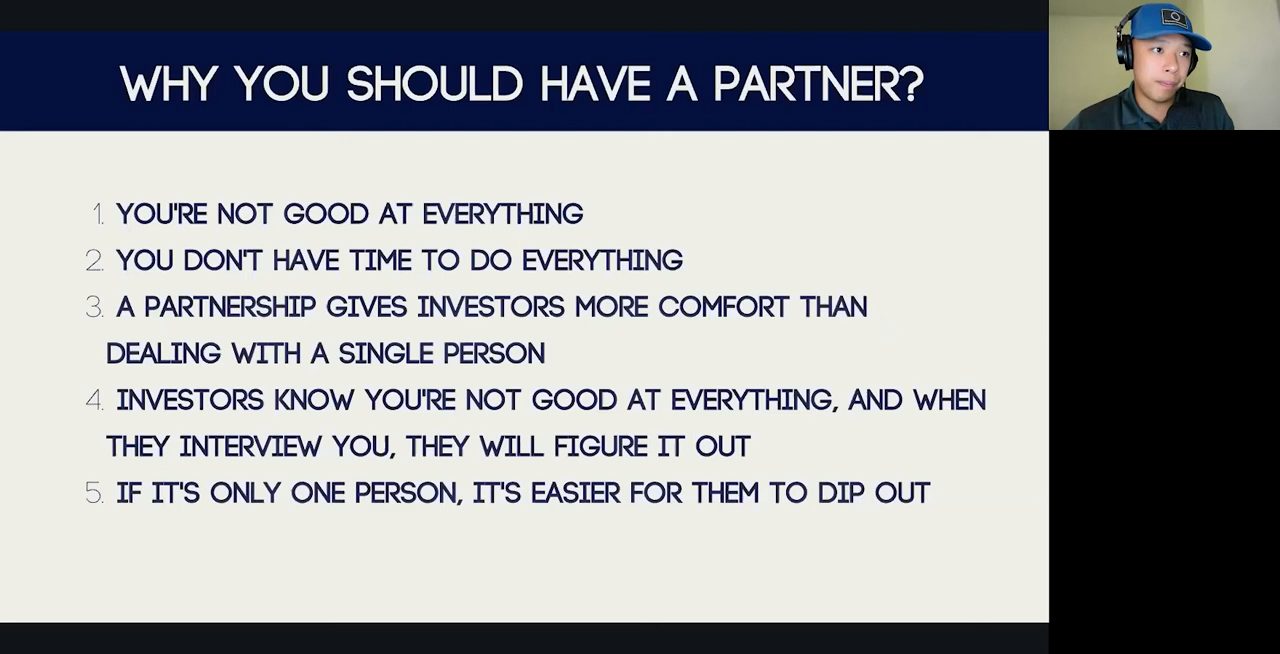 WHY YOU SHOULD HAVE A PARTNER?
1. YOU'RE NOT GOOD AT EVERYTHING
2. YOU DON'T HAVE TIME TO DO EVERYTHING
3. A PARTNERSHIP GIVES INVESTORS MORE COMFORT THAN
DEALING WITH A SINGLE PERSON
4. INVESTORS KNOW YOU'RE NOT GOOD AT EVERYTHING, AND WHEN
THEY INTERVIEW YOU, THEY WILL FIGURE IT OUT
5. IF IT'S ONLY ONE PERSON, IT'S EASIER FOR THEM TO DIP OUT